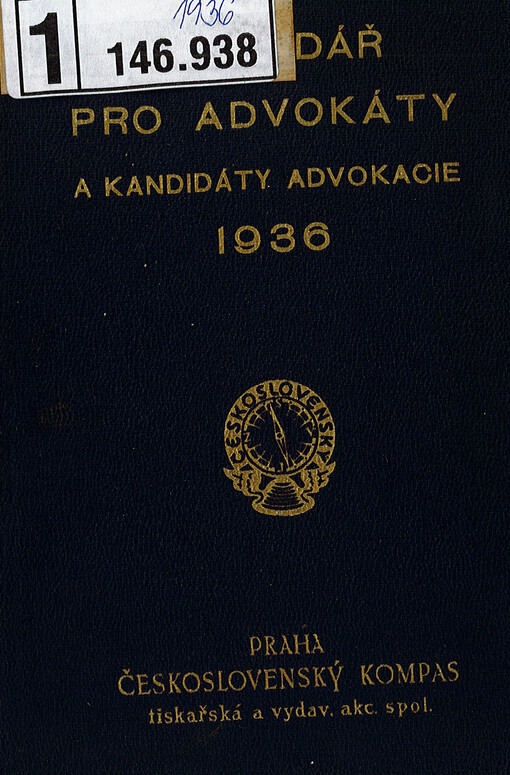 1936
1
146.938
DÁŘ
PRO ADVOKÁTY
A KANDIDÁTY ADVOKACIE
1936
ČESKOSLOVENSKÝ
PRAHA
ČESKOSLOVENSKÝ KOMPAS
tiskařská a vydav. akc. spol.